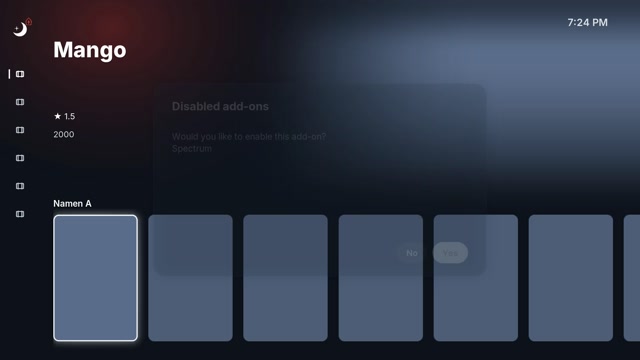 7:24 PM
Mango
Disabled add-ons
★ 1.5
2000
Would you like to enable this add-on?
Spectrum
Namen A
No
Yes